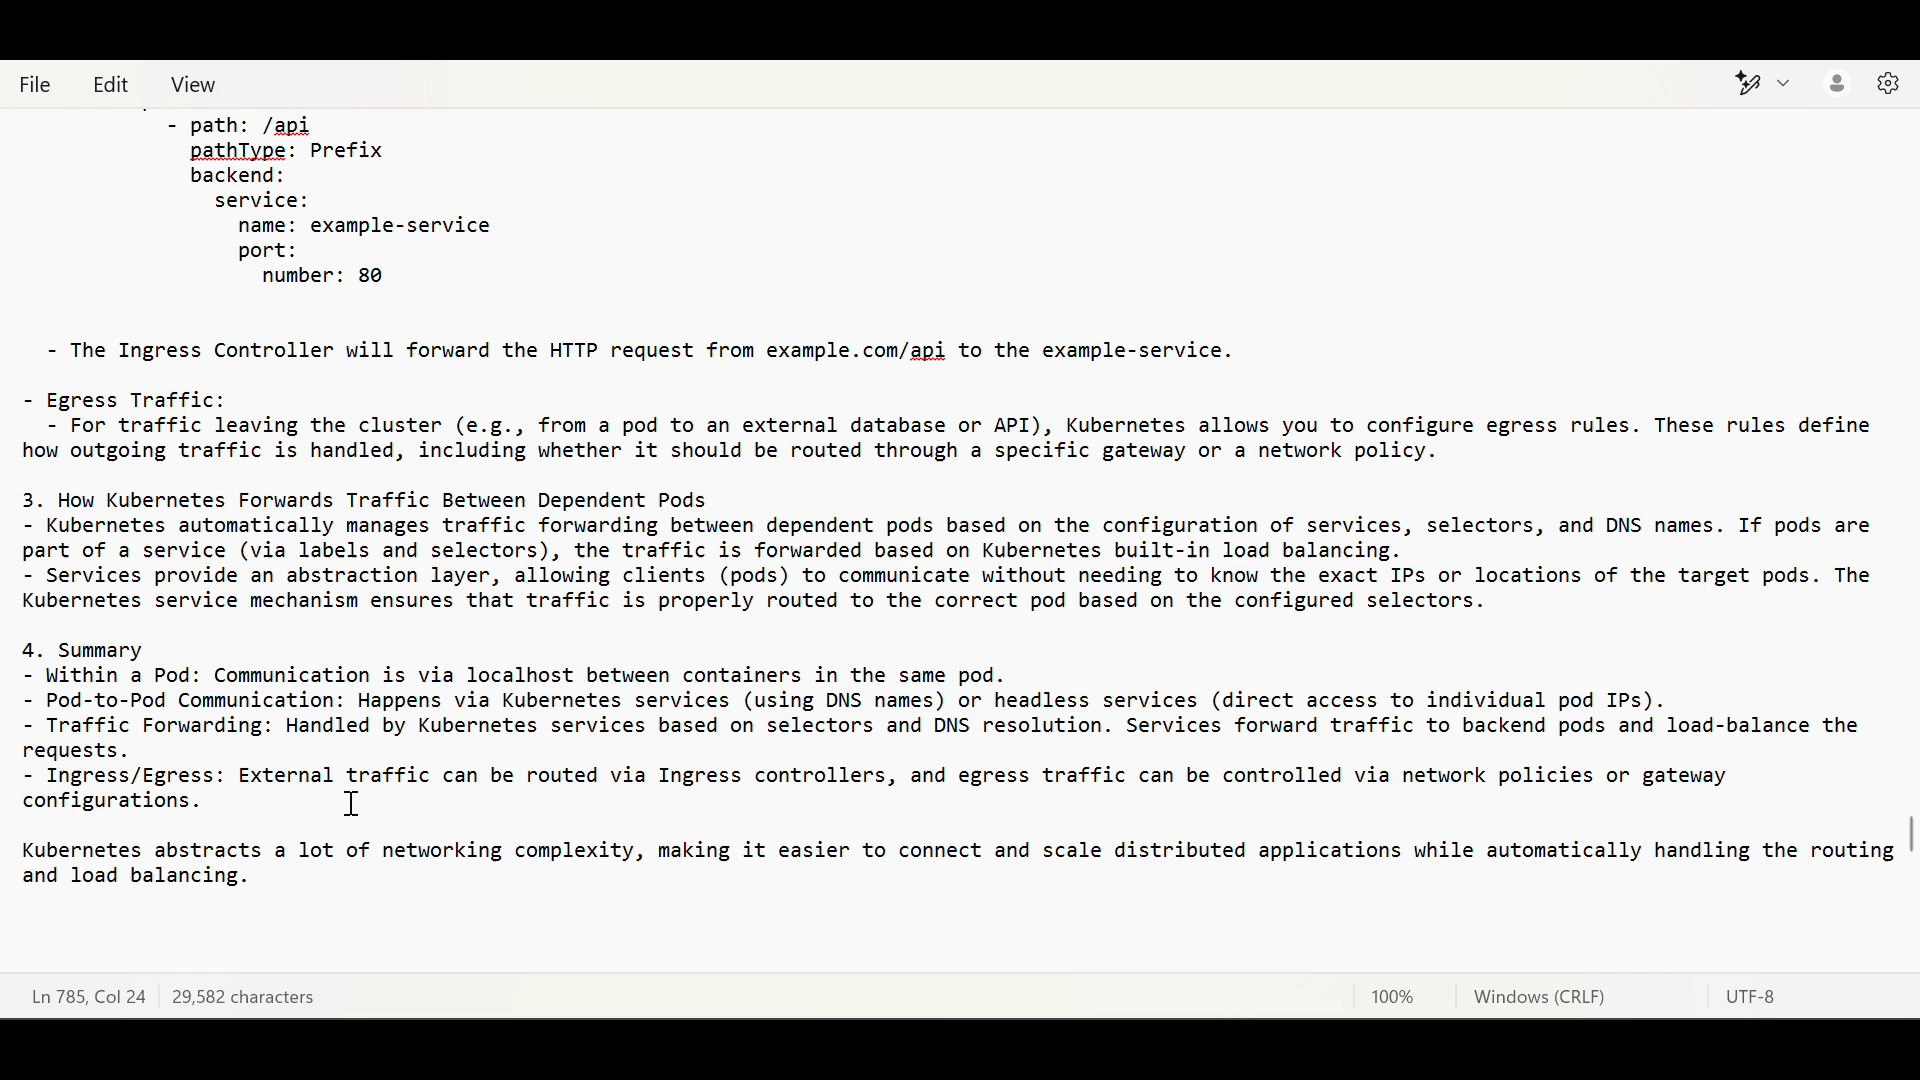 File Edit View
- path: /api
pathType: Prefix
backend:
service:
name: example-service
port:
number: 80
- The Ingress Controller will forward the HTTP request from example.com/api to the example-service.
- Egress Traffic:
- For traffic leaving the cluster (e.g., from a pod to an external database or API), Kubernetes allows you to configure egress rules. These rules define
how outgoing traffic is handled, including whether it should be routed through a specific gateway or a network policy.
3. How Kubernetes Forwards Traffic Between Dependent Pods
- Kubernetes automatically manages traffic forwarding between dependent pods based on the configuration of services, selectors, and DNS names. If pods are
part of a service (via labels and selectors), the traffic is forwarded based on Kubernetes built-in load balancing.
- Services provide an abstraction layer, allowing clients (pods) to communicate without needing to know the exact IPs or locations of the target pods. The
Kubernetes service mechanism ensures that traffic is properly routed to the correct pod based on the configured selectors.
4. Summary
- Within a Pod: Communication is via localhost between containers in the same pod.
- Pod-to-Pod Communication: Happens via Kubernetes services (using DNS names) or headless services (direct access to individual pod IPs).
- Traffic Forwarding: Handled by Kubernetes services based on selectors and DNS resolution. Services forward traffic to backend pods and load-balance the
requests.
- Ingress/Egress: External traffic can be routed via Ingress controllers, and egress traffic can be controlled via network policies or gateway
configurations.
Kubernetes abstracts a lot of networking complexity, making it easier to connect and scale distributed applications while automatically handling the routing
and load balancing.
Ln 785, Col 24 29,582 characters 100% Windows (CRLF) UTF-8